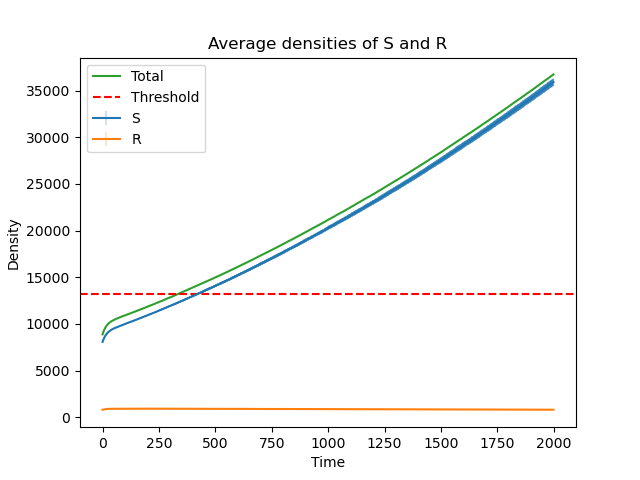 Average densities of S and R
Total
Threshold
S
R
Density
35000
30000
25000
20000
15000
10000
5000
0
0 250 500 750 1000 1250 1500 1750 2000
Time